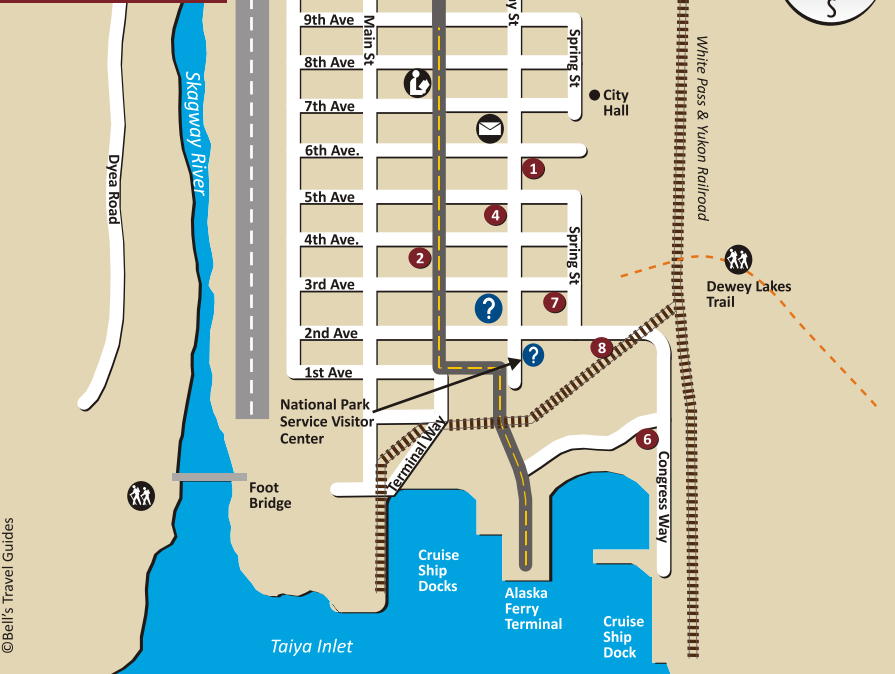 S
9th Ave
Main St
y St
Spring St
8th Ave
Skagway River
White Pass & Yukon Railroad
City
Hall
7th Ave
6th Ave.
Dyea Road
1
5th Ave
4
4th Ave.
Spring St
2
3rd Ave
Dewey Lakes
Trail
7
?
2nd Ave
8
?
1st Ave
National Park
Service Visitor
Center
Terminal Way
6
Congress Way
Foot
Bridge
Cruise
Ship
Docks
Alaska
Ferry
Terminal
Cruise
Ship
Dock
Taiya Inlet
©Bell's Travel Guides